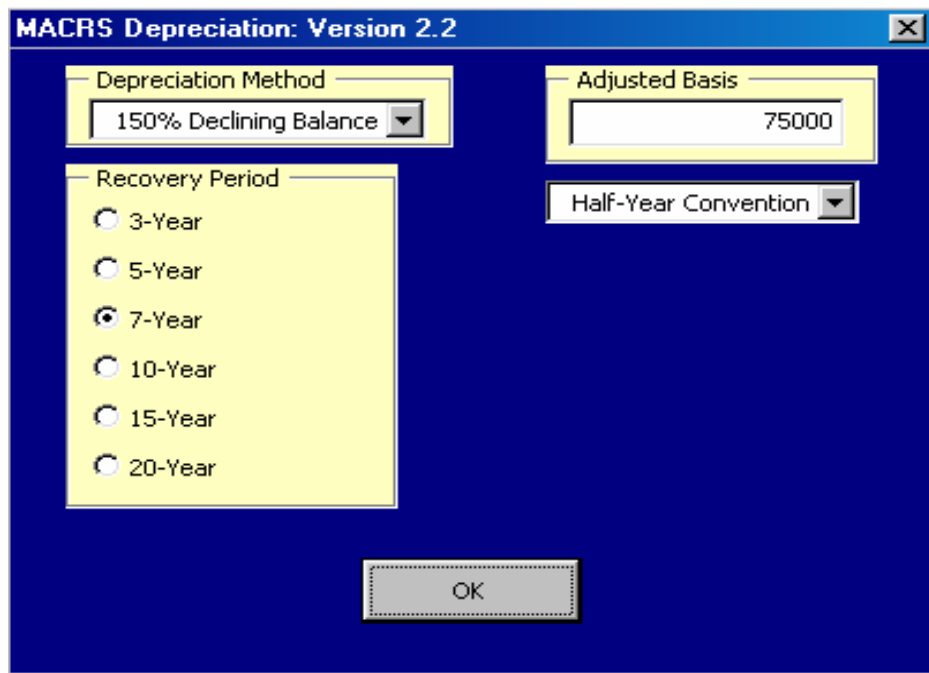 MACRS Depreciation: Version 2.2
Depreciation Method
150% Declining Balance
Adjusted Basis
75000
Recovery Period
3-Year
5-Year
7-Year
10-Year
15-Year
20-Year
Half-Year Convention
OK